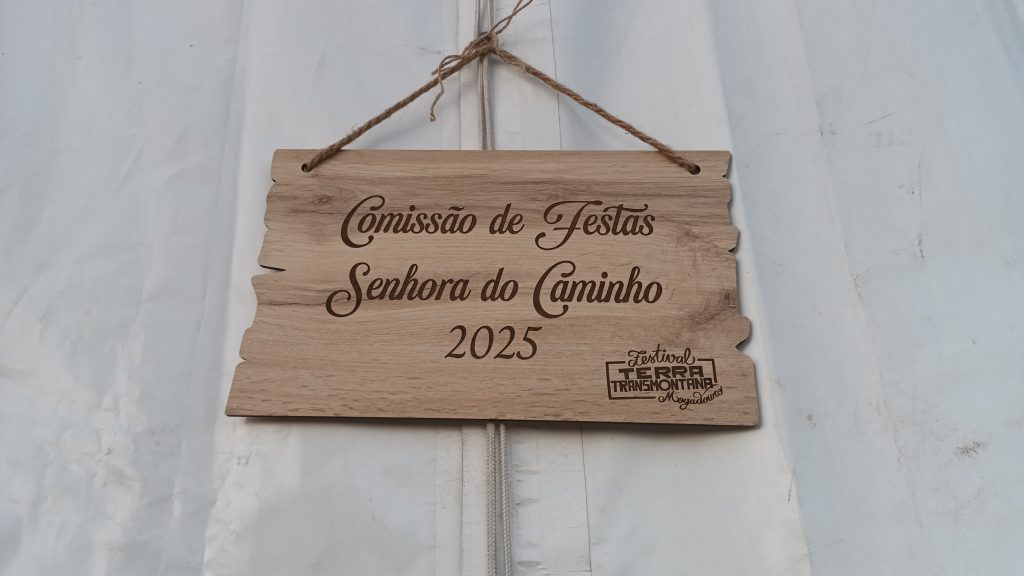 Comissão de Festas
Senhora do Caminho
2025
Festival
TERRA
TRANSMONTANA
Mogadouro